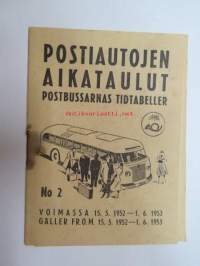 POSTIAUTOJEN
AIKATAULUT
POSTBUSSARNAS TIDTABELLER
No 2
VOIMASSA 15. 5. 1952—1. 6. 1953
GÄLLER FR.O.M. 15. 5. 1952—1. 6. 1953